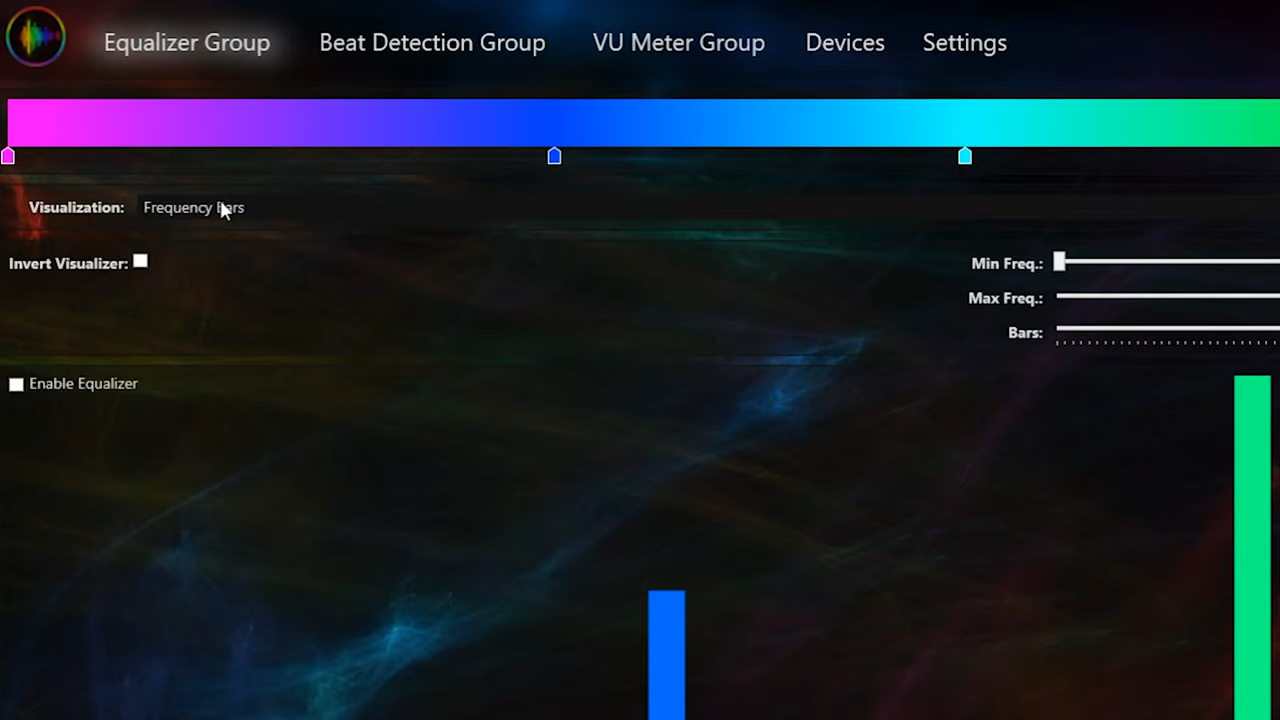 Equalizer Group Beat Detection Group VU Meter Group Devices Settings
Visualization: Frequency Bars
Invert Visualizer:
Min Freq.:
Max Freq.:
Bars:
Enable Equalizer